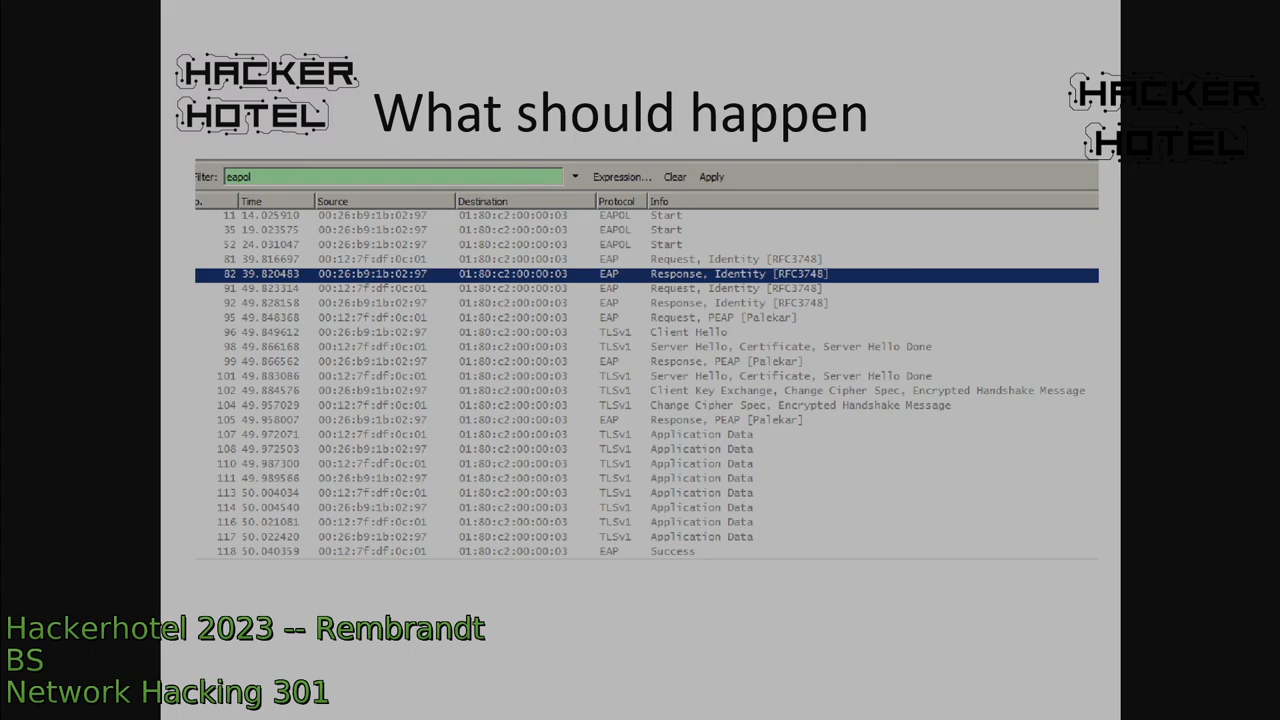 HACKER
HOTEL
What should happen
HACKER
HOTEL
Filter: eapol Expression... Clear Apply
o. Time Source Destination Protocol Info
11 14.025910 00:26:b9:1b:02:97 01:80:c2:00:00:03 EAPOL Start
35 19.023575 00:26:b9:1b:02:97 01:80:c2:00:00:03 EAPOL Start
52 24.031047 00:26:b9:1b:02:97 01:80:c2:00:00:03 EAPOL Start
81 39.816697 00:12:7f:df:0c:01 01:80:c2:00:00:03 EAP Request, Identity [RFC3748]
82 39.820483 00:26:b9:1b:02:97 01:80:c2:00:00:03 EAP Response, Identity [RFC3748]
91 49.823314 00:12:7f:df:0c:01 01:80:c2:00:00:03 EAP Request, Identity [RFC3748]
92 49.828158 00:26:b9:1b:02:97 01:80:c2:00:00:03 EAP Response, Identity [RFC3748]
95 49.848368 00:12:7f:df:0c:01 01:80:c2:00:00:03 EAP Request, PEAP [Palekar]
96 49.849612 00:26:b9:1b:02:97 01:80:c2:00:00:03 TLSv1 Client Hello
98 49.866168 00:12:7f:df:0c:01 01:80:c2:00:00:03 TLSv1 Server Hello, Certificate, Server Hello Done
99 49.866562 00:26:b9:1b:02:97 01:80:c2:00:00:03 EAP Response, PEAP [Palekar]
101 49.883086 00:12:7f:df:0c:01 01:80:c2:00:00:03 TLSv1 Server Hello, Certificate, Server Hello Done
102 49.884576 00:26:b9:1b:02:97 01:80:c2:00:00:03 TLSv1 Client Key Exchange, Change Cipher Spec, Encrypted Handshake Message
104 49.957029 00:12:7f:df:0c:01 01:80:c2:00:00:03 TLSv1 Change Cipher Spec, Encrypted Handshake Message
105 49.958007 00:26:b9:1b:02:97 01:80:c2:00:00:03 EAP Response, PEAP [Palekar]
107 49.972071 00:12:7f:df:0c:01 01:80:c2:00:00:03 TLSv1 Application Data
108 49.972503 00:26:b9:1b:02:97 01:80:c2:00:00:03 TLSv1 Application Data
110 49.987300 00:12:7f:df:0c:01 01:80:c2:00:00:03 TLSv1 Application Data
111 49.989566 00:26:b9:1b:02:97 01:80:c2:00:00:03 TLSv1 Application Data
113 50.004034 00:12:7f:df:0c:01 01:80:c2:00:00:03 TLSv1 Application Data
114 50.004540 00:26:b9:1b:02:97 01:80:c2:00:00:03 TLSv1 Application Data
116 50.021081 00:12:7f:df:0c:01 01:80:c2:00:00:03 TLSv1 Application Data
117 50.022420 00:26:b9:1b:02:97 01:80:c2:00:00:03 TLSv1 Application Data
118 50.040359 00:12:7f:df:0c:01 01:80:c2:00:00:03 EAP Success
Hackerhotel 2023 -- Rembrandt
BS
Network Hacking 301